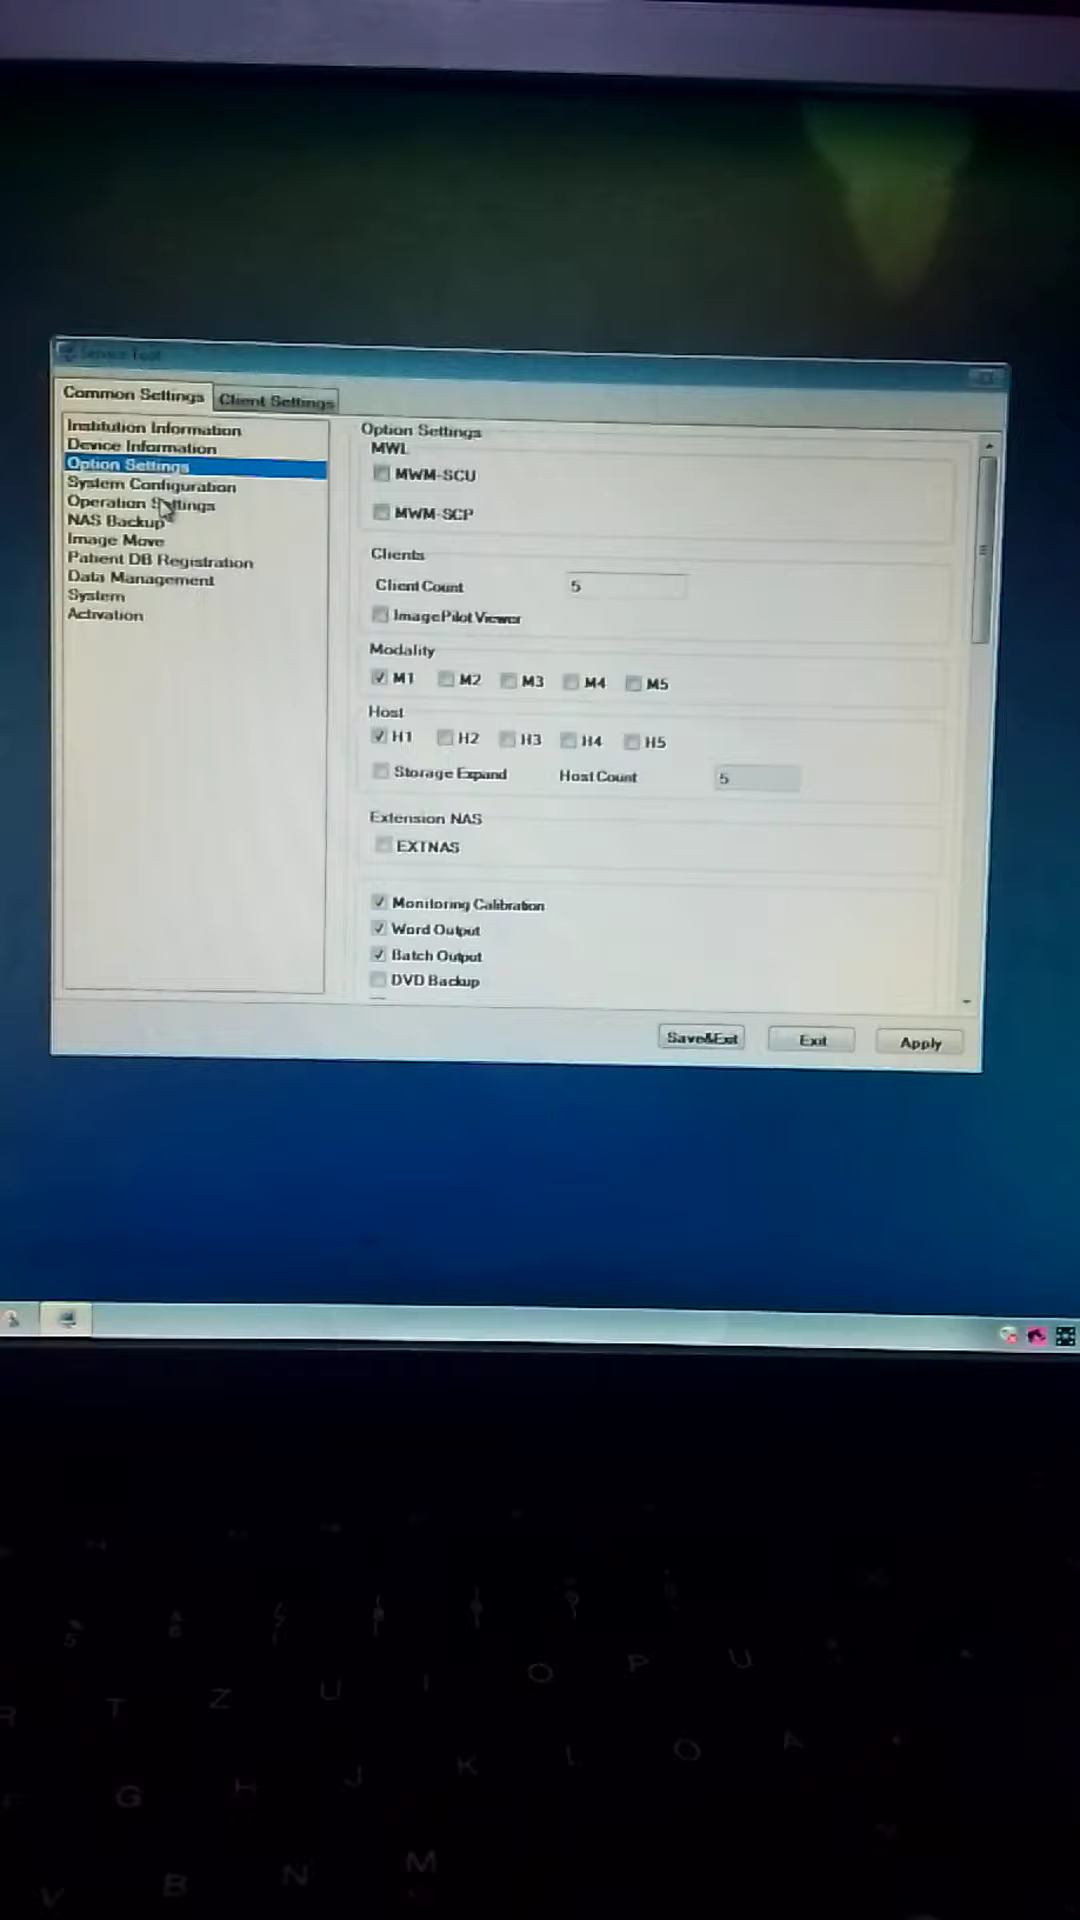 Service Tool
Common Settings
Client Settings
Institution Information
Device Information
Option Settings
System Configuration
Operation Settings
NAS Backup
Image Move
Patient DB Registration
Data Management
System
Activation
Option Settings
MWL
MWM-SCU
MWM-SCP
Clients
Client Count 5
ImagePilot Viewer
Modality
M1 M2 M3 M4 M5
Host
H1 H2 H3 H4 H5
Storage Expand Host Count 5
Extension NAS
EXTNAS
Monitoring Calibration
Word Output
Batch Output
DVD Backup
Save&Exit Exit Apply
T Z U I O P U
G H J K L O A
V B N M